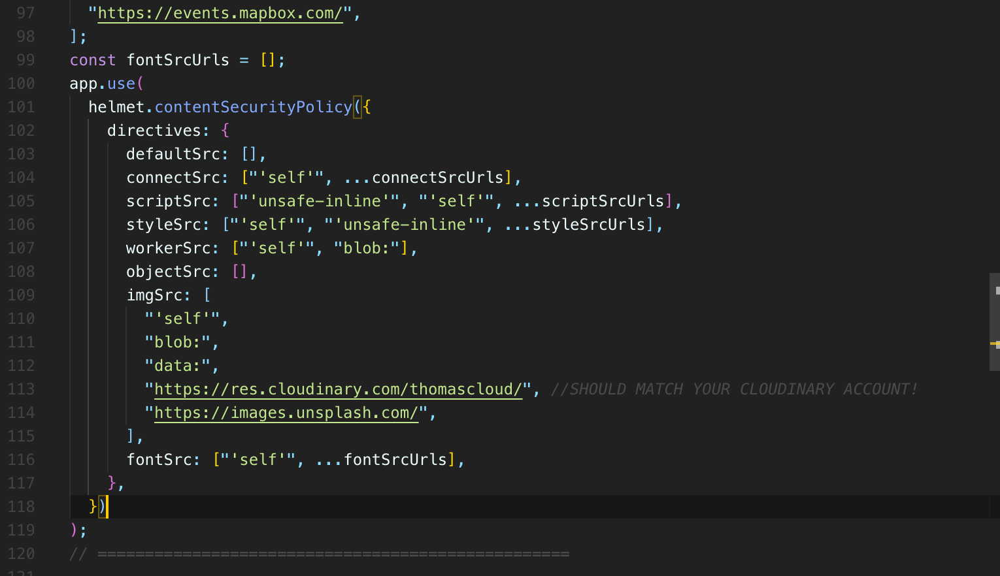 97 "https://events.mapbox.com/",
98 ];
99 const fontSrcUrls = [];
100 app.use(
101 helmet.contentSecurityPolicy({
102 directives: {
103 defaultSrc: [],
104 connectSrc: ["'self'", ...connectSrcUrls],
105 scriptSrc: ["'unsafe-inline'", "'self'", ...scriptSrcUrls],
106 styleSrc: ["'self'", "'unsafe-inline'", ...styleSrcUrls],
107 workerSrc: ["'self'", "blob:"],
108 objectSrc: [],
109 imgSrc: [
110 "'self'",
111 "blob:",
112 "data:",
113 "https://res.cloudinary.com/thomascloud/", //SHOULD MATCH YOUR CLOUDINARY ACCOUNT!
114 "https://images.unsplash.com/",
115 ],
116 fontSrc: ["'self'", ...fontSrcUrls],
117 },
118 })
119 );
120 // ==================================================
121